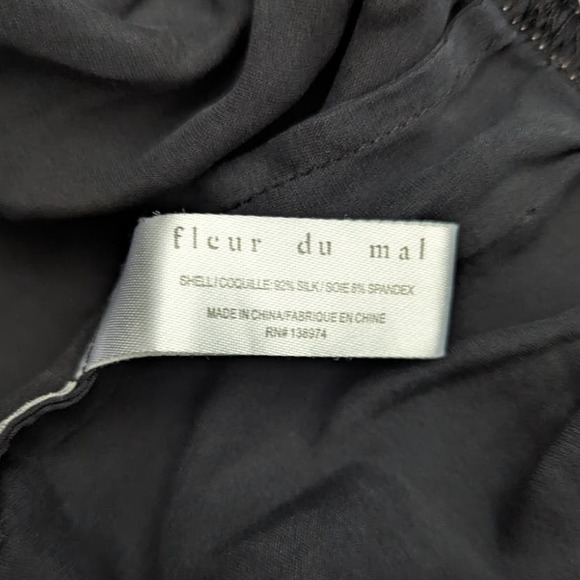 fleur du mal
SHELL/COQUILLE: 92% SILK/SOIE 8% SPANDEX
MADE IN CHINA/FABRIQUE EN CHINE
RN# 138974